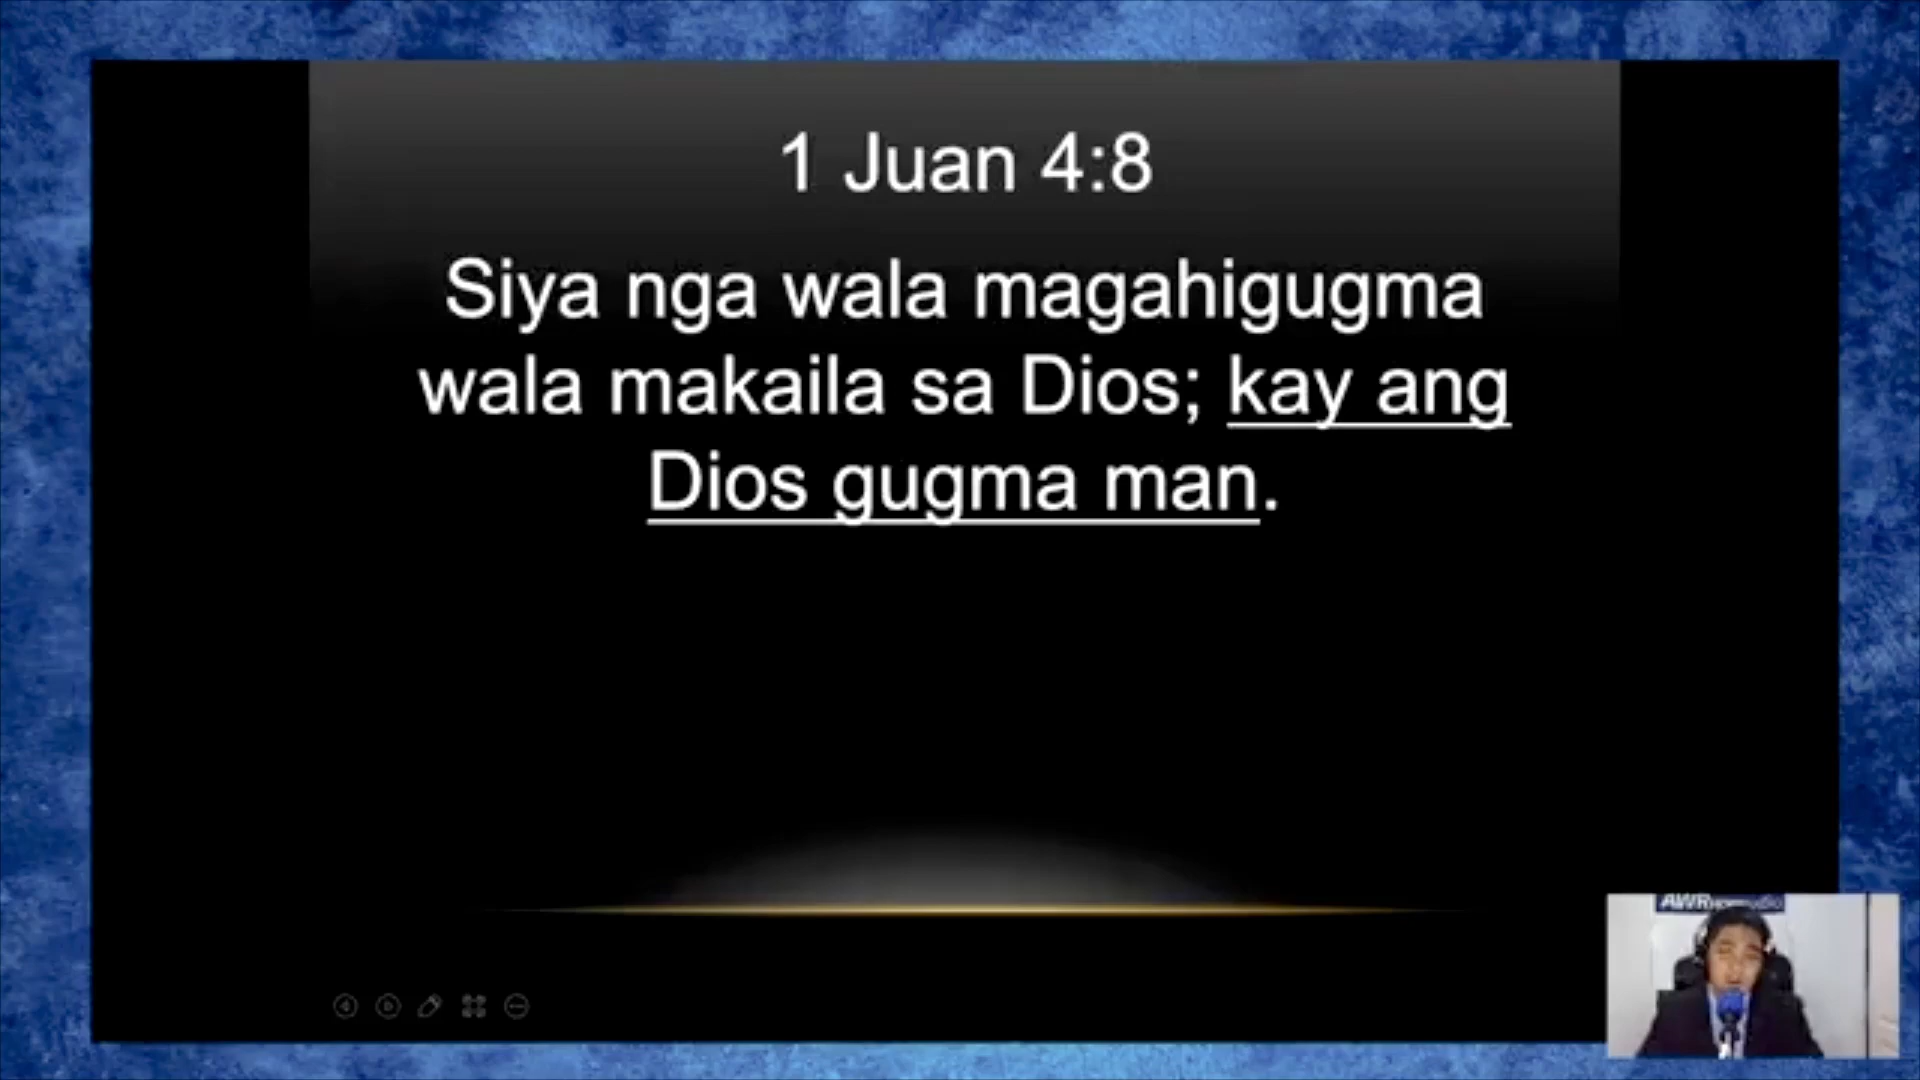 1 Juan 4:8
Siya nga wala magahigugma
wala makaila sa Dios; kay ang
Dios gugma man.